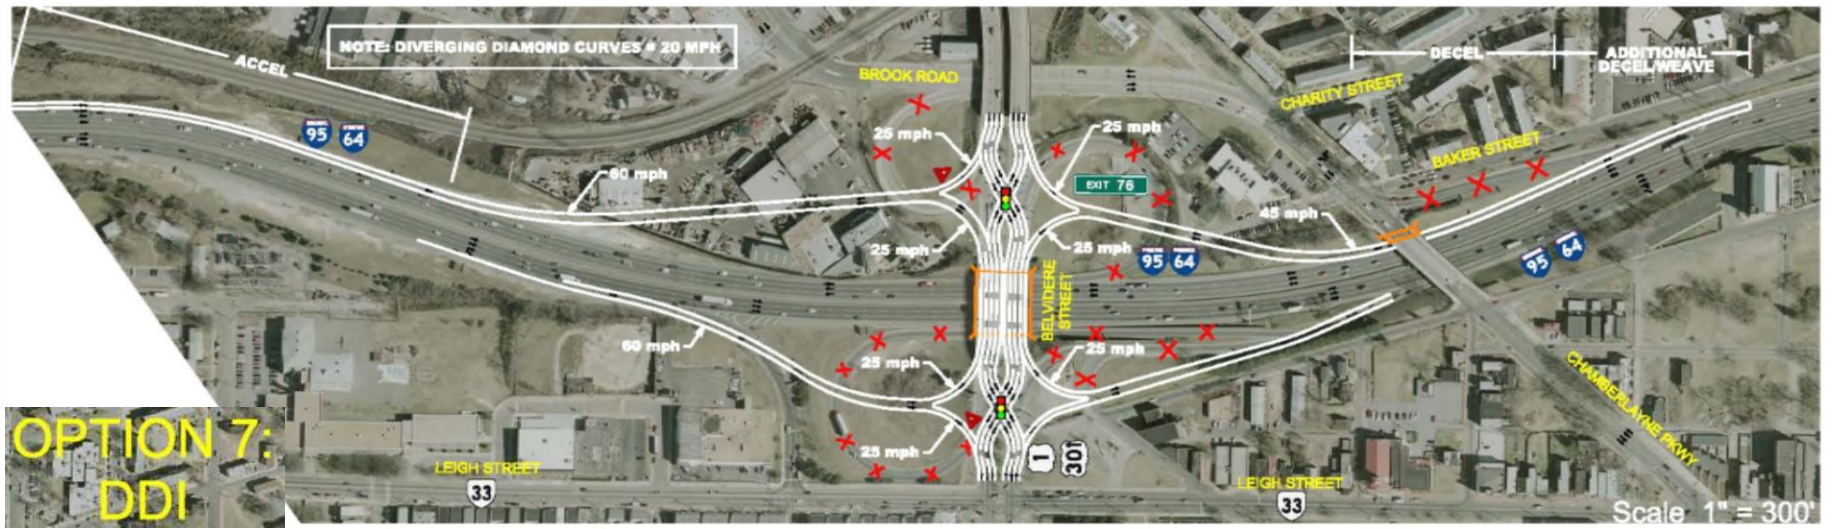 NOTE: DIVERGING DIAMOND CURVES = 20 MPH
ACCEL
DECEL
ADDITIONAL
DECEL/WEAVE
BROOK ROAD
CHARITY STREET
BAKER STREET
95
64
25 mph
25 mph
60 mph
EXIT 76
45 mph
25 mph
25 mph
95
64
95
64
BELVIDERE
STREET
60 mph
25 mph
25 mph
CHAMBERLAYNE PKWY
25 mph
1
301
OPTION 7:
DDI
LEIGH STREET
33
LEIGH STREET
33
Scale 1" = 300'